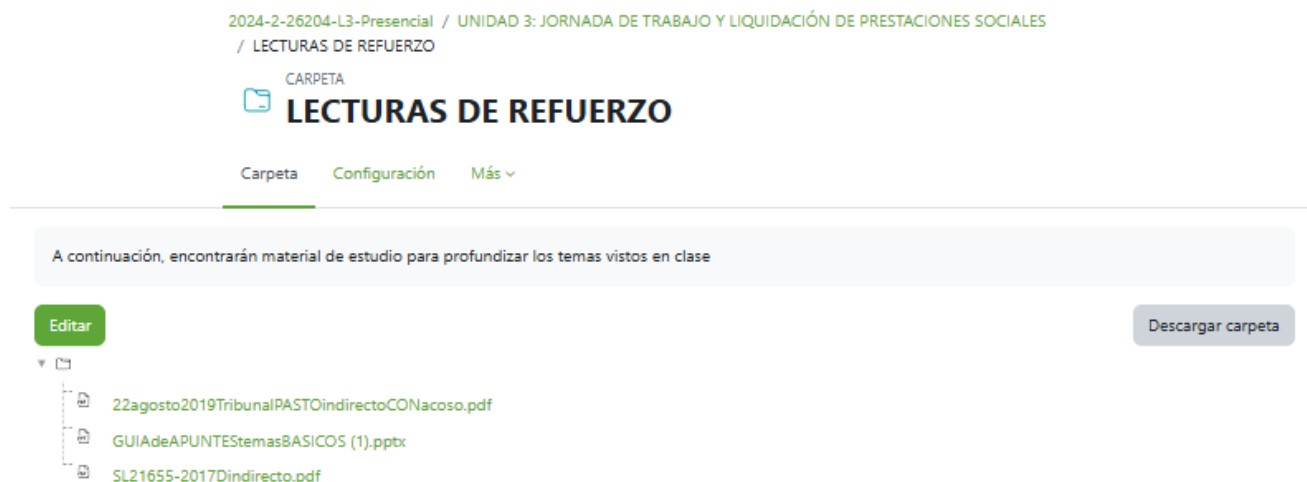 2024-2-26204-L3-Presencial / UNIDAD 3: JORNADA DE TRABAJO Y LIQUIDACIÓN DE PRESTACIONES SOCIALES
/ LECTURAS DE REFUERZO
CARPETA
LECTURAS DE REFUERZO
Carpeta Configuración Más
A continuación, encontrarán material de estudio para profundizar los temas vistos en clase
Editar Descargar carpeta
22agosto2019TribunalPASTOindirectoCONacoso.pdf
GUIAdeAPUNTEStemasBASICOS (1).pptx
SL21655-2017Dindirecto.pdf